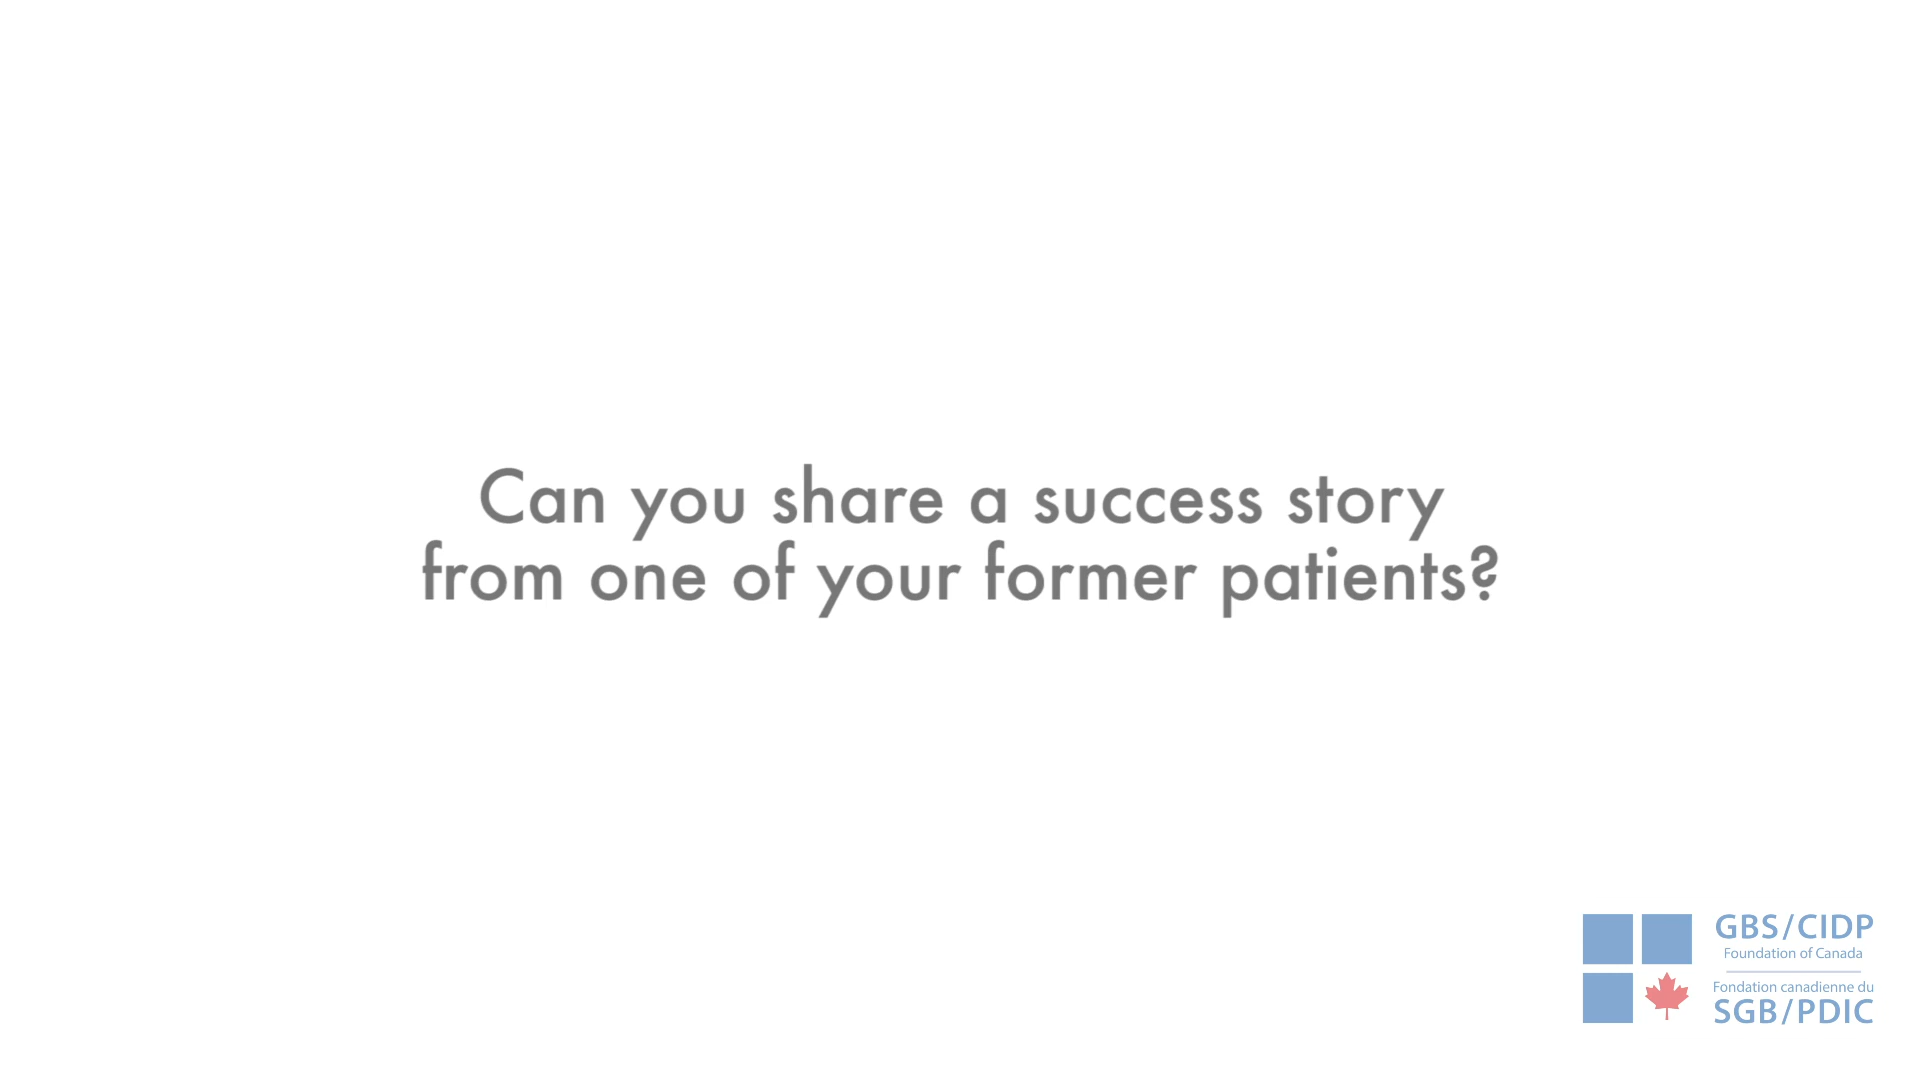 Can you share a success story
from one of your former patients?
GBS/CIDP
Foundation of Canada
Fondation canadienne du
SGB/PDIC